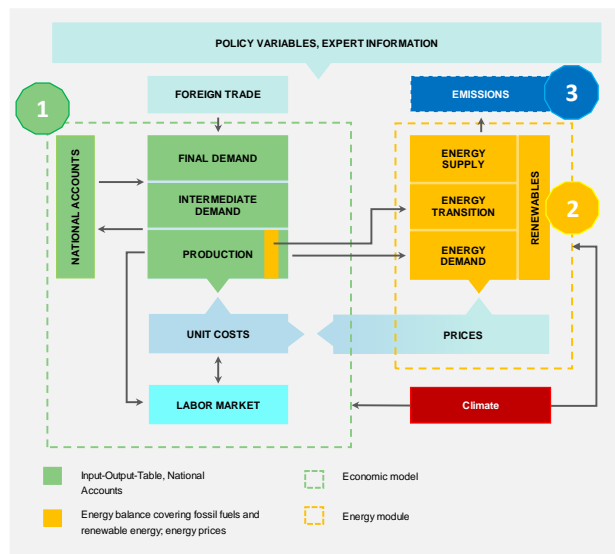 POLICY VARIABLES, EXPERT INFORMATION
1
FOREIGN TRADE
EMISSIONS
3
NATIONAL ACCOUNTS
FINAL DEMAND
INTERMEDIATE
DEMAND
PRODUCTION
ENERGY
SUPPLY
ENERGY
TRANSITION
ENERGY
DEMAND
RENEWABLES
2
UNIT COSTS
PRICES
LABOR MARKET
Climate
Input-Output-Table, National
Accounts
Economic model
Energy balance covering fossil fuels and
renewable energy; energy prices
Energy module